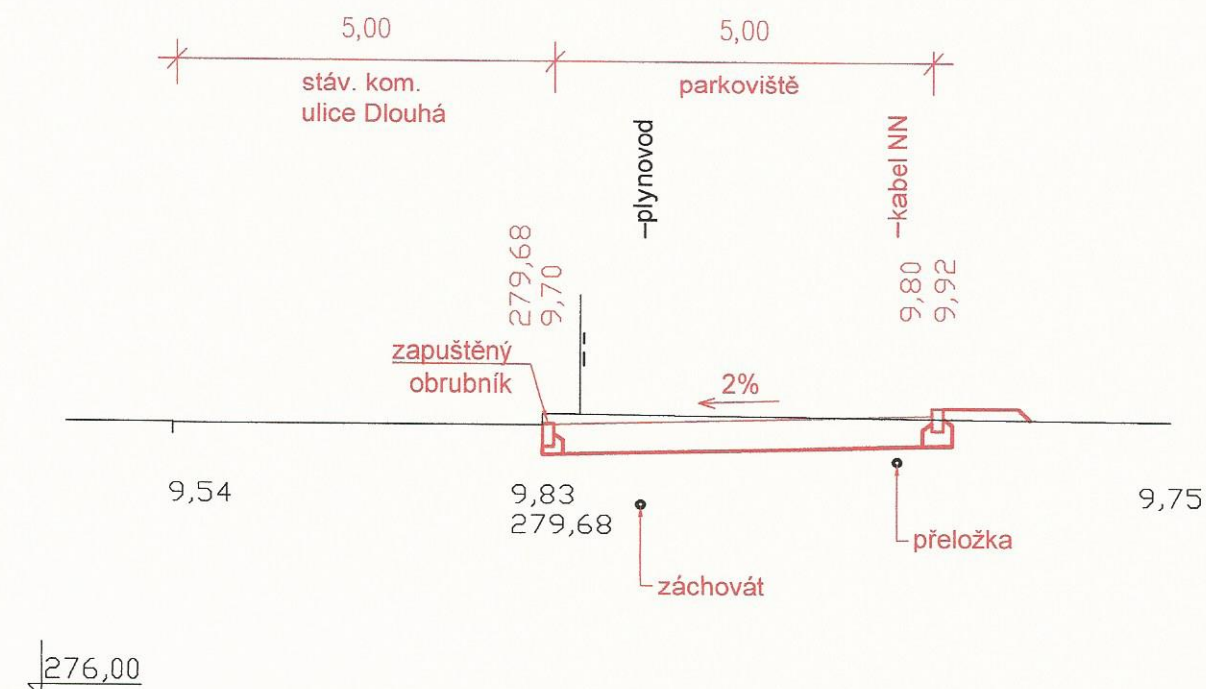 5,00
5,00
stáv. kom.
ulice Dlouhá
parkoviště
plynovod
kabel NN
279,68
9,70
9,80
9,92
zapuštěný
obrubník
2%
9,54
9,83
279,68
9,75
přeložka
záchovát
276,00